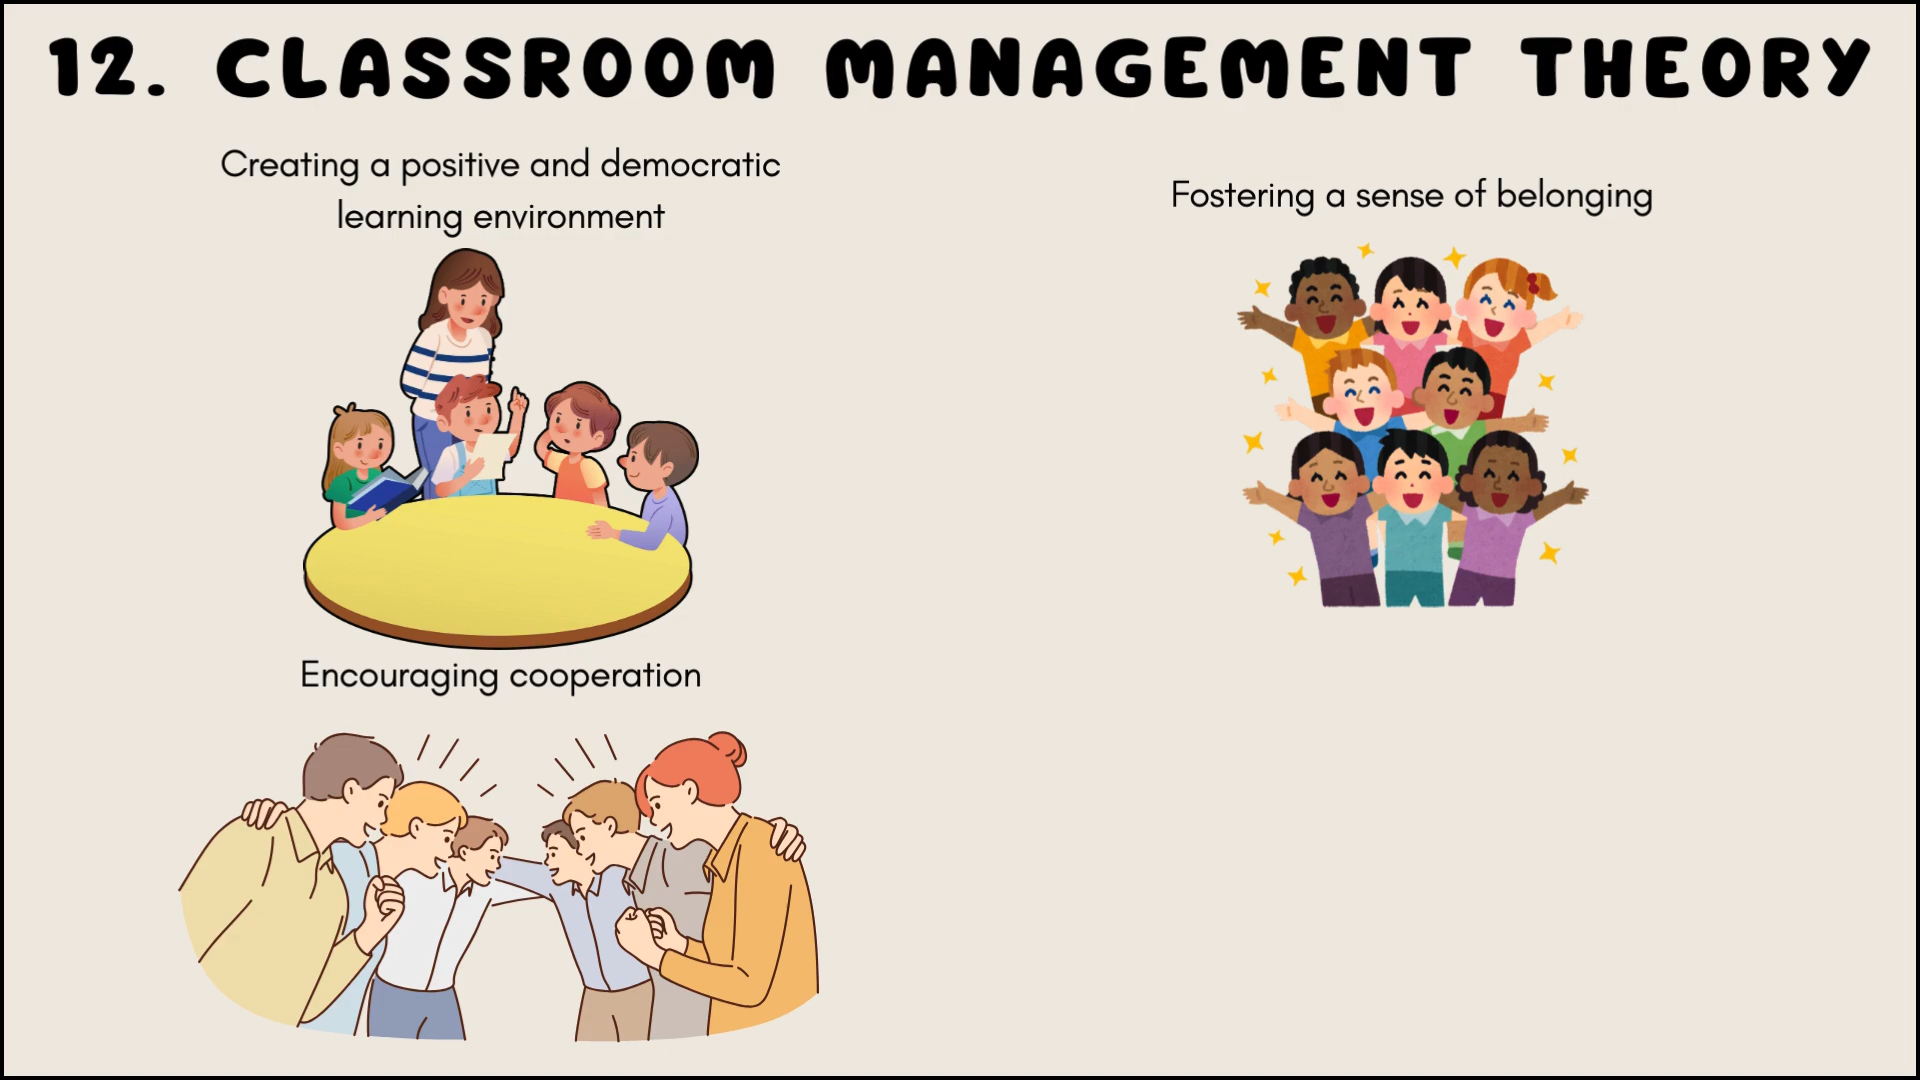 12. CLASSROOM MANAGEMENT THEORY
Creating a positive and democratic
learning environment
Fostering a sense of belonging
Encouraging cooperation